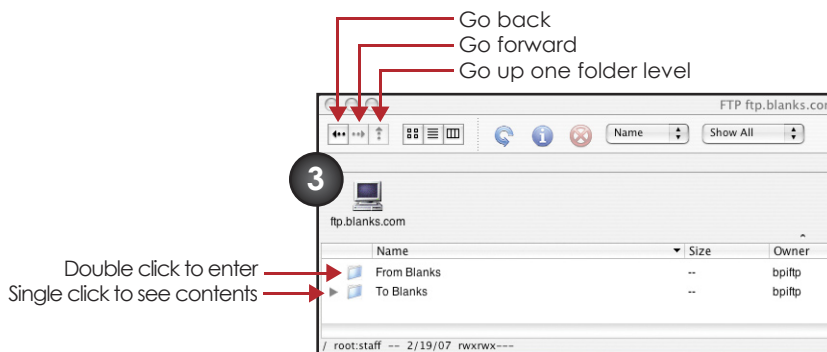 Go back
Go forward
Go up one folder level
FTP ftp.blanks.com
Name Show All
3
ftp.blanks.com
Name Size Owner
Double click to enter From Blanks -- bpiftp
Single click to see contents To Blanks -- bpiftp
/ root:staff -- 2/19/07 rwxrwx---